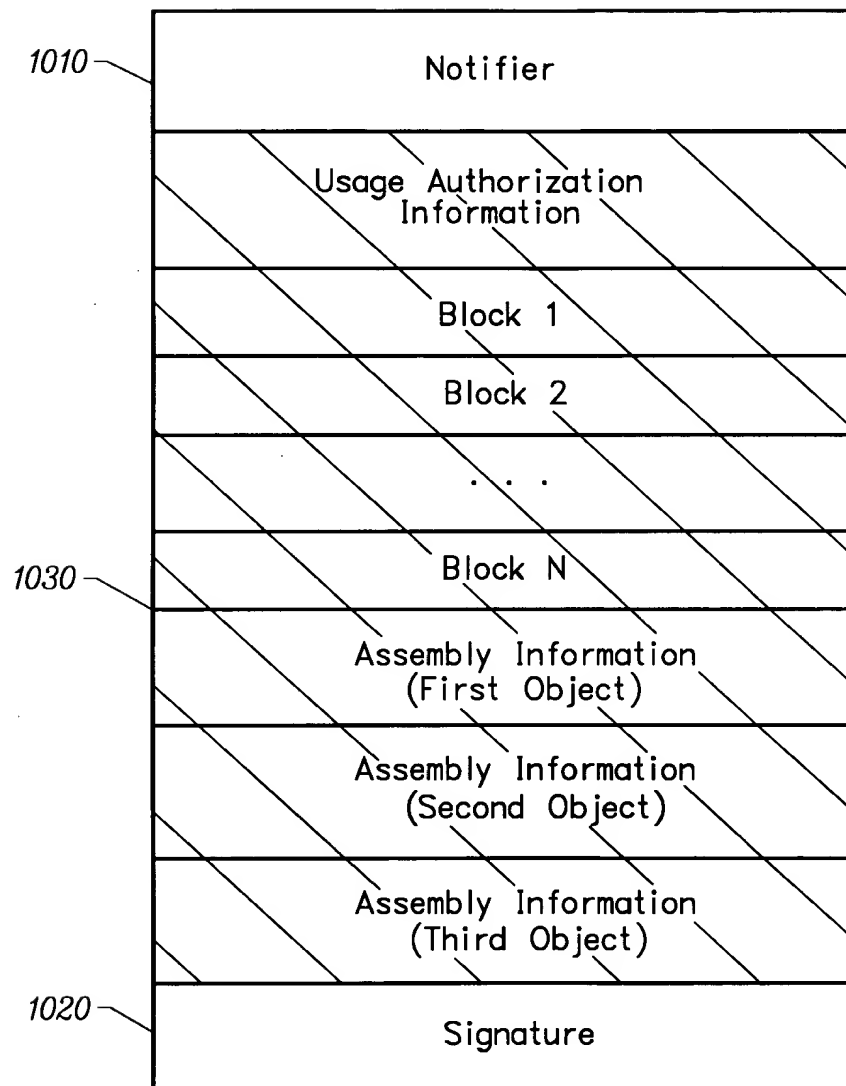 1010
Notifier
Usage Authorization
Information
Block 1
Block 2
. . .
Block N
1030
Assembly Information
(First Object)
Assembly Information
(Second Object)
Assembly Information
(Third Object)
1020
Signature